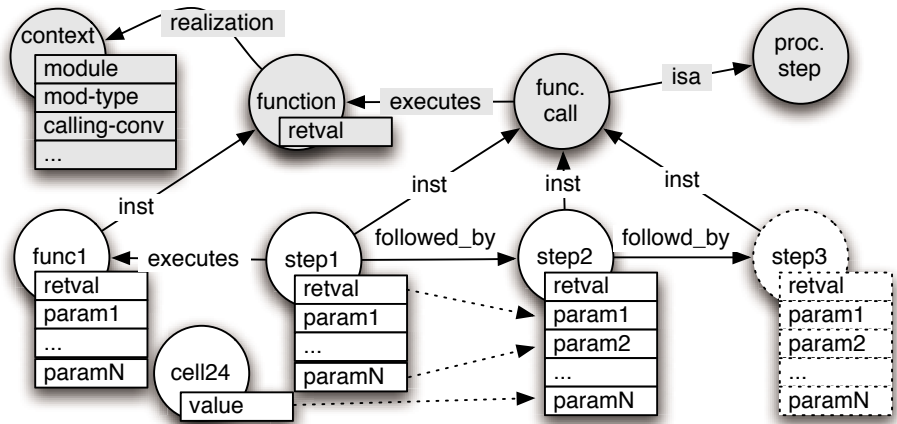 realization
context
module
mod-type
calling-conv
...
function
retval
executes
func.
call
isa
proc.
step
inst
inst
inst
inst
func1
retval
param1
...
paramN
executes
cell24
value
step1
retval
param1
...
paramN
followed_by
step2
retval
param1
param2
...
paramN
followd_by
step3
retval
param1
param2
...
paramN